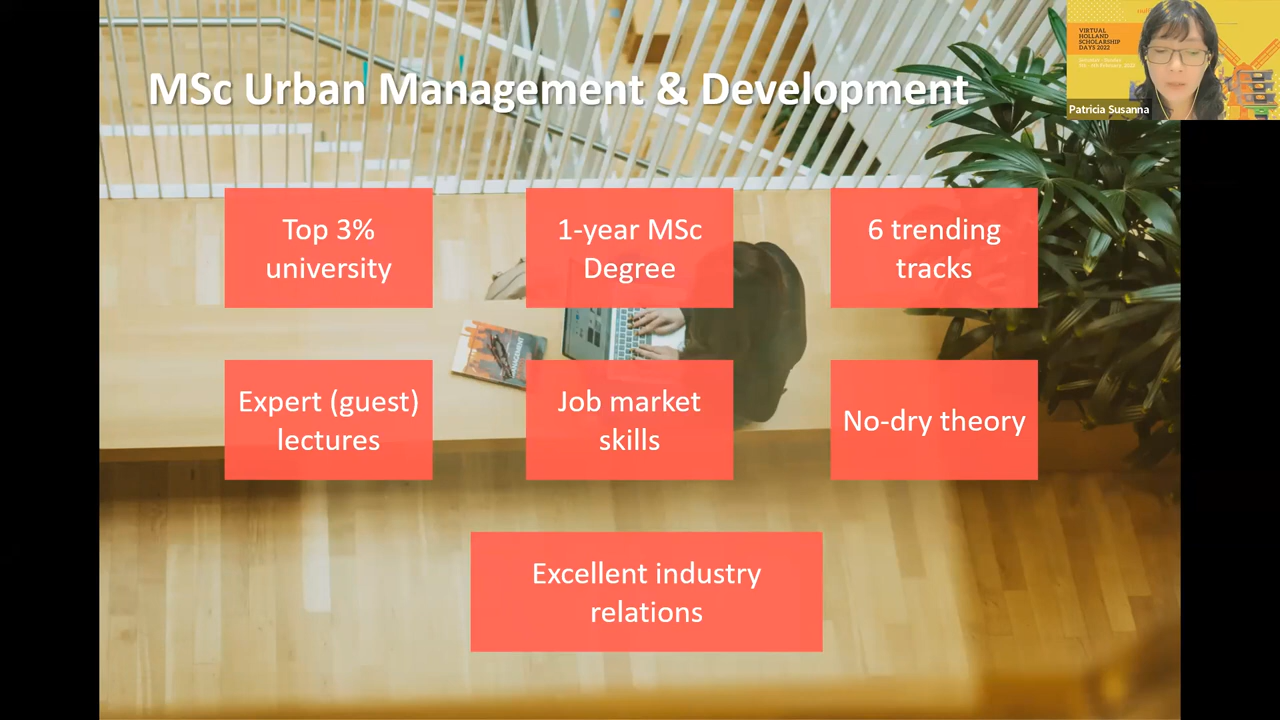 MSc Urban Management & Development
VIRTUAL
HOLLAND
SCHOLARSHIP
DAYS 2022
Patricia Susanna
Top 3%
university
1-year MSc
Degree
6 trending
tracks
Expert (guest)
lectures
Job market
skills
No-dry theory
Excellent industry
relations